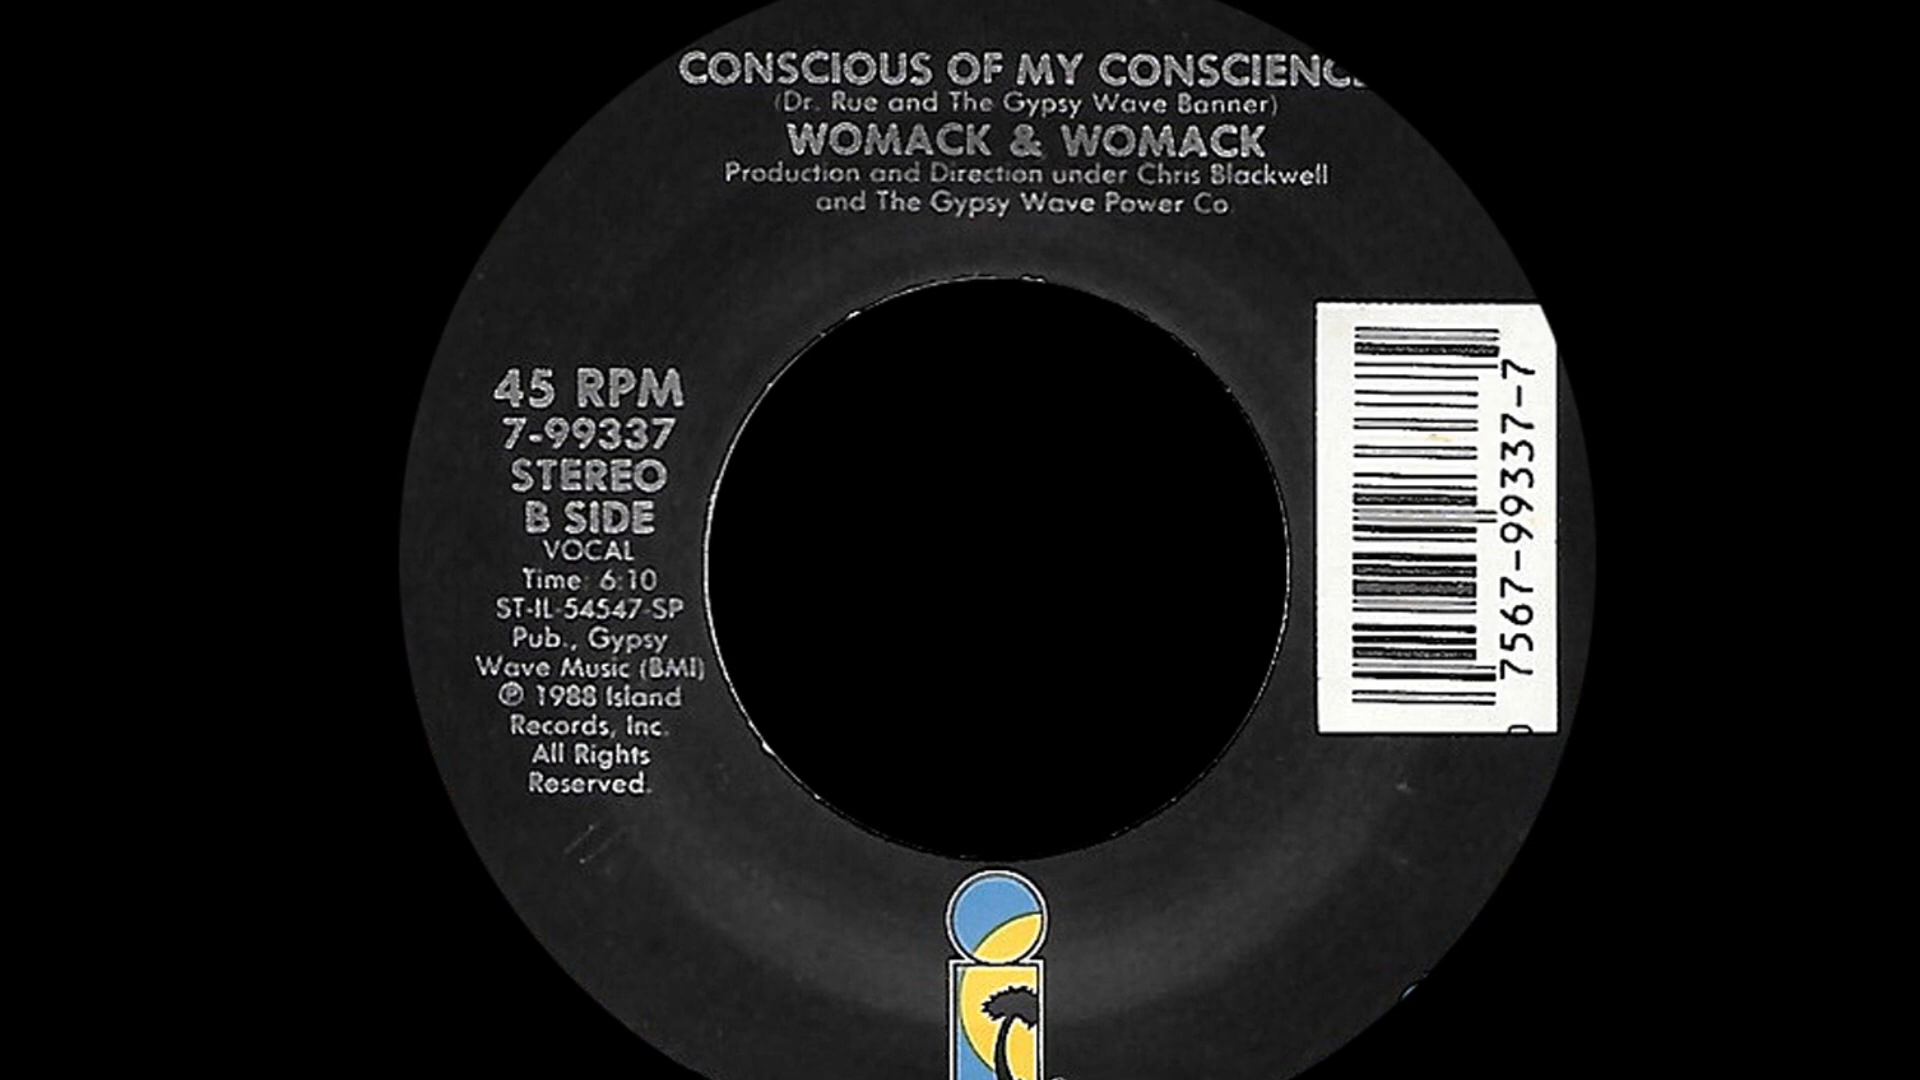 CONSCIOUS OF MY CONSCIENCE
(Dr. Rue and The Gypsy Wave Banner)
WOMACK & WOMACK
Production and Direction under Chris Blackwell
and The Gypsy Wave Power Co.
45 RPM
7-99337
STEREO
B SIDE
VOCAL
Time: 6:10
ST-IL-54547-SP
Pub., Gypsy
Wave Music (BMI)
℗ 1988 Island
Records, Inc.
All Rights
Reserved.
7567-99337-7